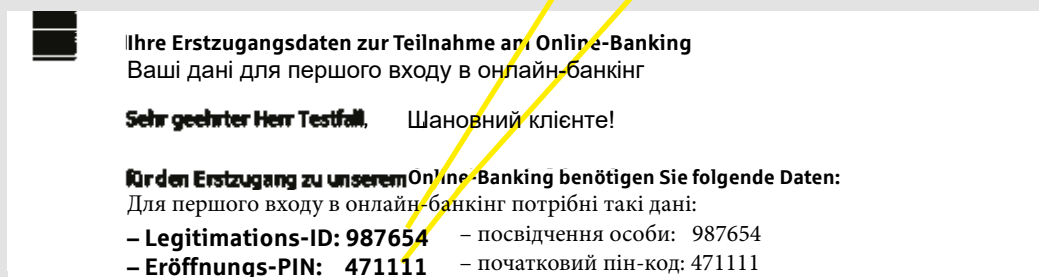 Ihre Erstzugangsdaten zur Teilnahme am Online-Banking
Ваші дані для першого входу в онлайн-банкінг
Sehr geehrter Herr Testfall, Шановний клієнте!
für den Erstzugang zu unserem Online-Banking benötigen Sie folgende Daten:
Для першого входу в онлайн-банкінг потрібні такі дані:
– Legitimations-ID: 987654 – посвідчення особи: 987654
– Eröffnungs-PIN: 471111 – початковий пін-код: 471111